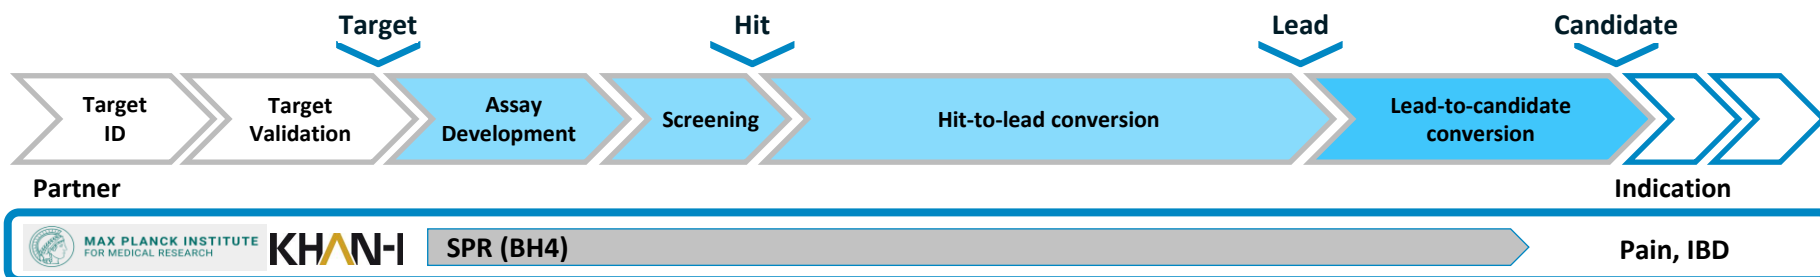 Target Hit Lead Candidate
Target
ID
Target
Validation
Assay
Development
Screening
Hit-to-lead conversion
Lead-to-candidate
conversion
Partner Indication
MAX PLANCK INSTITUTE
FOR MEDICAL RESEARCH
KHΛN-I
SPR (BH4)
Pain, IBD